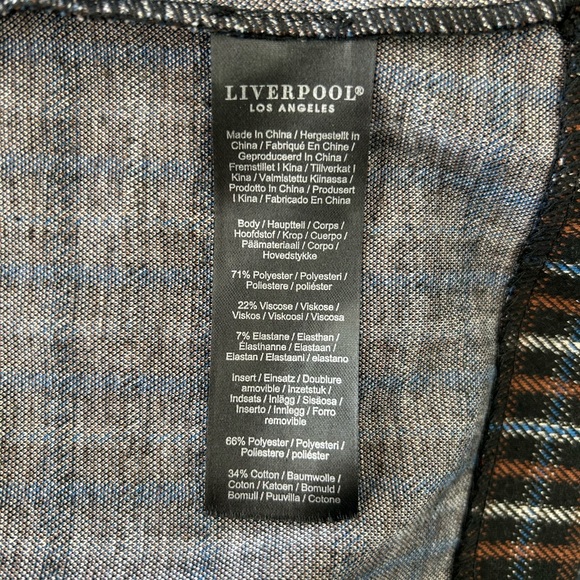 LIVERPOOL®
LOS ANGELES
Made In China / Hergestellt in
China / Fabriqué En Chine /
Geproduceerd In China /
Fremstillet I Kina / Tillverkat I
Kina / Valmistettu Kiinassa /
Prodotto In China / Produsert
I Kina / Fabricado En China
Body / Hauptteil / Corps /
Hoofdstof / Krop / Cuerpo /
Päämateriaali / Corpo /
Hovedstykke
71% Polyester / Polyesteri /
Poliestere / poliéster
22% Viscose / Viskose /
Viskos / Viskoosi / Viscosa
7% Elastane / Elasthan /
Élasthanne / Elastaan /
Elastan / Elastaani / elastano
Insert / Einsatz / Doublure
amovible / Inzetstuk /
Indsats / Inlägg / Sisäosa /
Inserto / Innlegg / Forro
removible
66% Polyester / Polyesteri /
Poliestere / poliéster
34% Cotton / Baumwolle /
Coton / Katoen / Bomuld /
Bomull / Puuvilla / Cotone